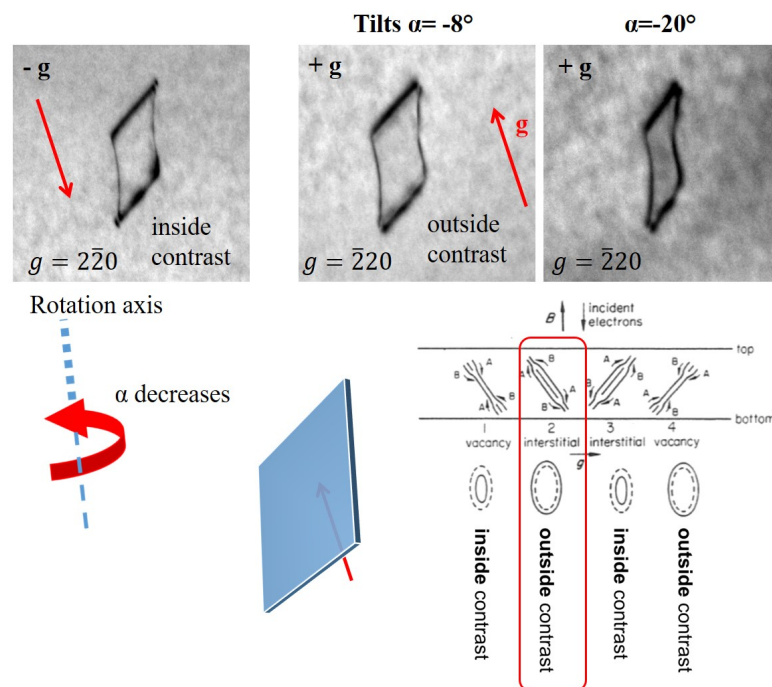 Tilts α= -8°
α=-20°
- g
+ g
+ g
g
inside
contrast
outside
contrast
g = 22̅0
g = 2̅20
g = 2̅20
Rotation axis
α decreases
B
incident
electrons
top
A
B
B
A
B
A
A
B
A
B
B
A
B
A
A
B
bottom
1
2
3
4
vacancy
interstitial
interstitial
vacancy
g
inside contrast
outside contrast
inside contrast
outside contrast